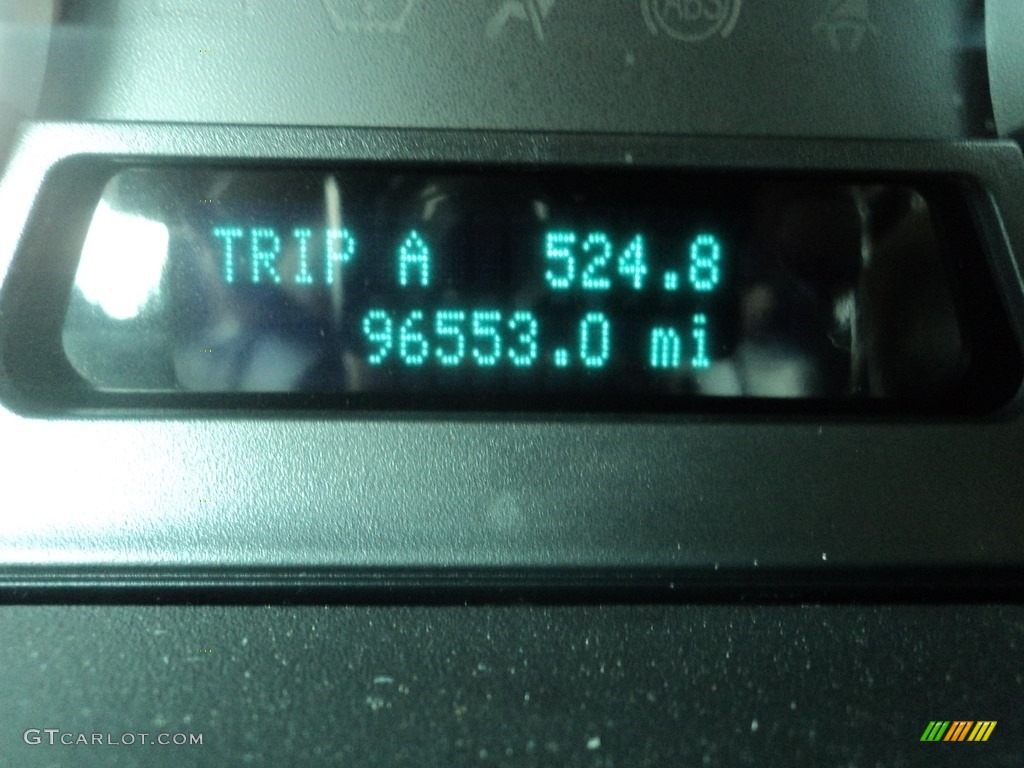 ABS
TRIP A 524.8
96553.0 mi
GTCARLOT.COM